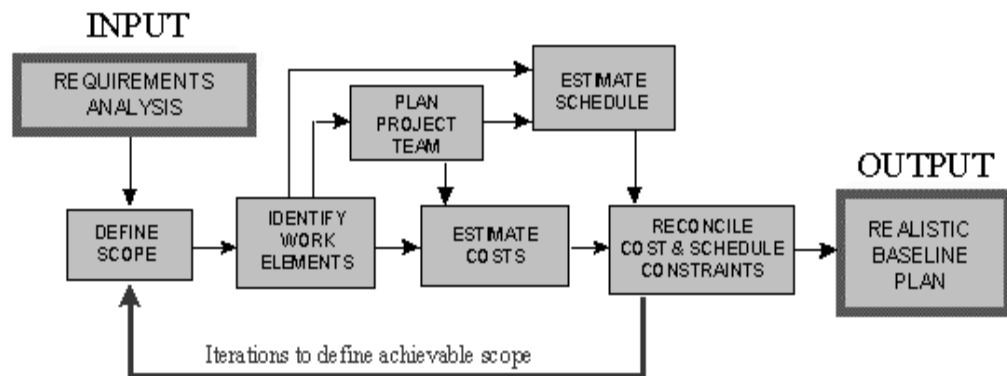 INPUT
REQUIREMENTS
ANALYSIS
PLAN
PROJECT
TEAM
ESTIMATE
SCHEDULE
OUTPUT
DEFINE
SCOPE
IDENTIFY
WORK
ELEMENTS
ESTIMATE
COSTS
RECONCILE
COST & SCHEDULE
CONSTRAINTS
REALISTIC
BASELINE
PLAN
Iterations to define achievable scope